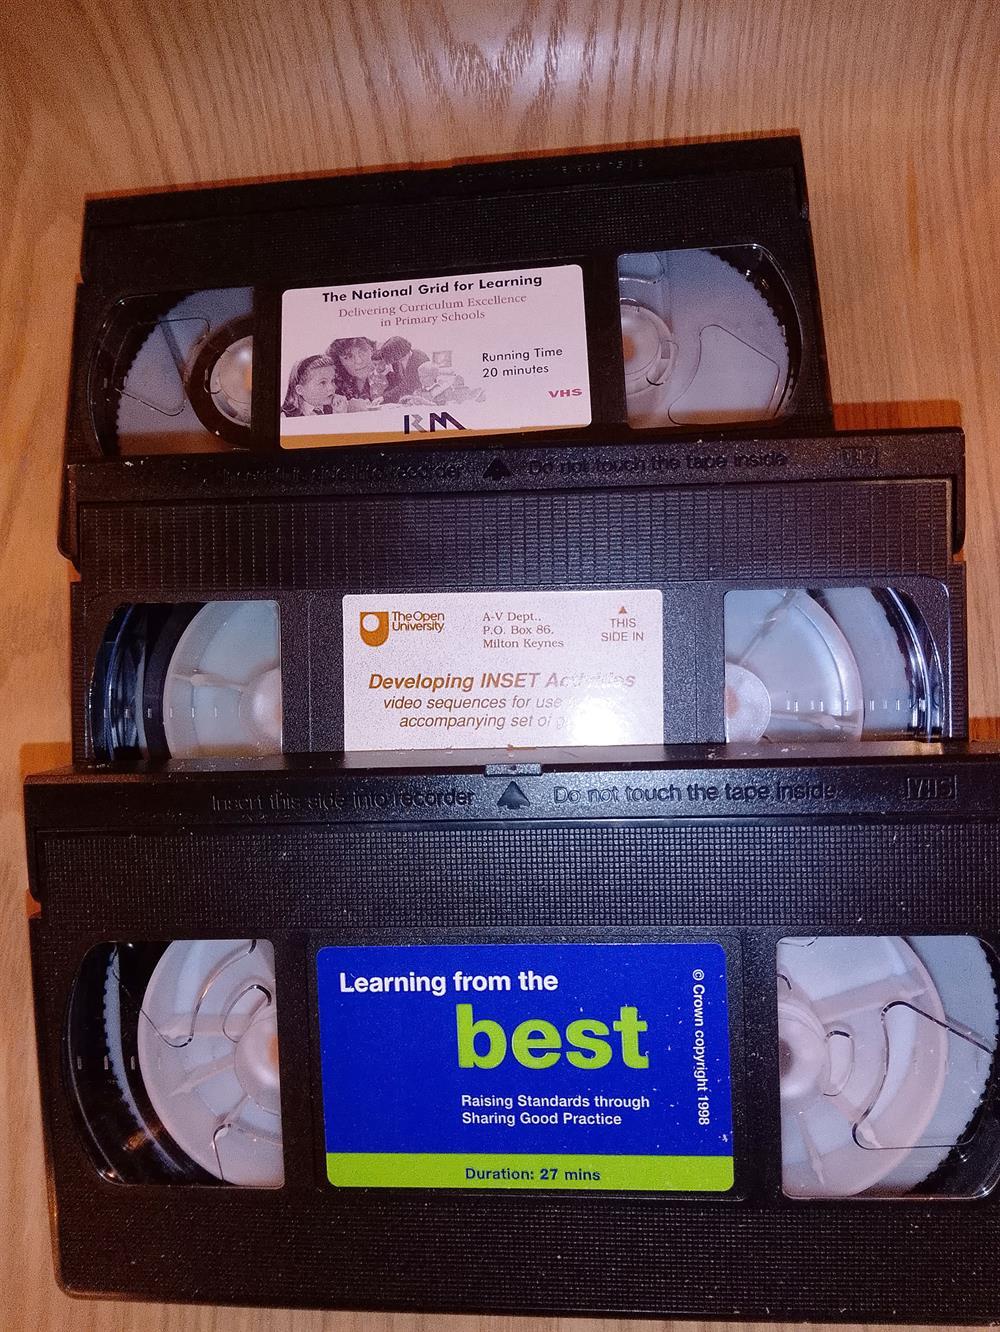 The National Grid for Learning
Delivering Curriculum Excellence
in Primary Schools
Running Time
20 minutes
VHS
RM
recorder
Do not touch the tape inside
VHS
The Open
University
A-V Dept.,
P.O. Box 86,
Milton Keynes
THIS
SIDE IN
Developing INSET Activities
video sequences for use
accompanying set of
Insert this side into recorder
Do not touch the tape inside
VHS
Learning from the
best
Raising Standards through
Sharing Good Practice
Duration: 27 mins
© Crown copyright 1998